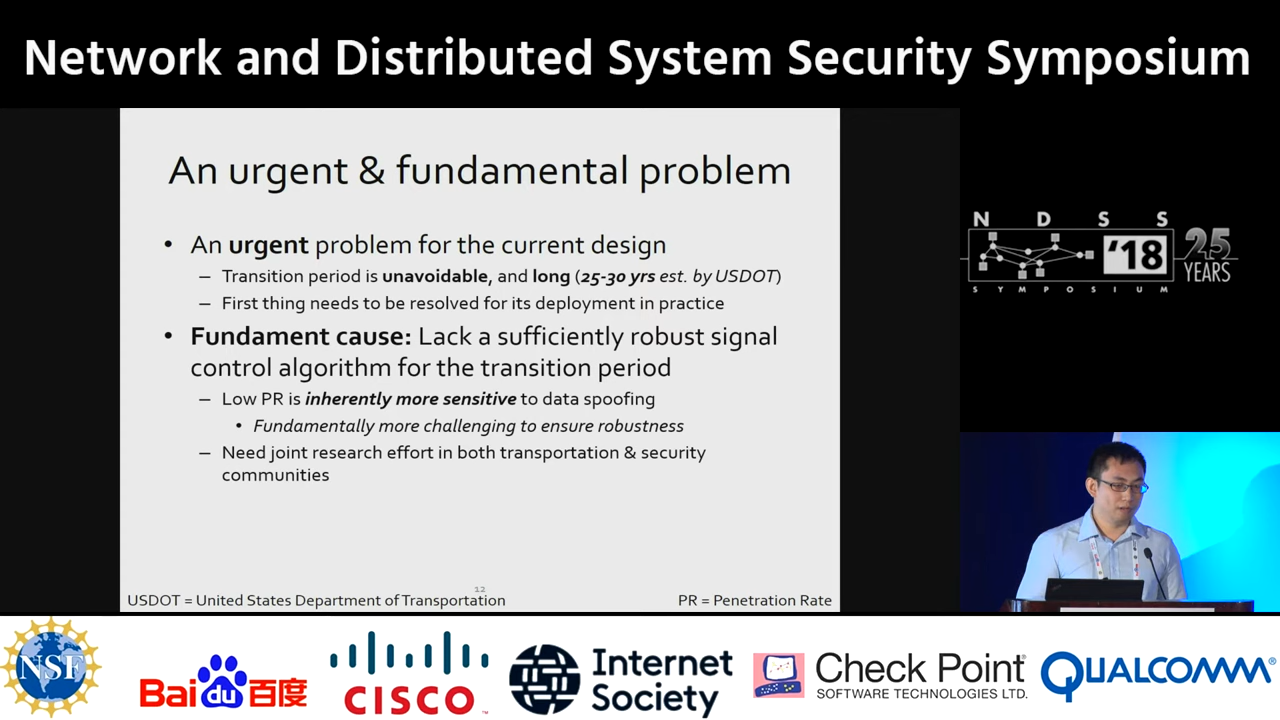 Network and Distributed System Security Symposium
An urgent & fundamental problem
• An urgent problem for the current design
– Transition period is unavoidable, and long (25-30 yrs est. by USDOT)
– First thing needs to be resolved for its deployment in practice
• Fundament cause: Lack a sufficiently robust signal
control algorithm for the transition period
– Low PR is inherently more sensitive to data spoofing
• Fundamentally more challenging to ensure robustness
– Need joint research effort in both transportation & security
communities
12
USDOT = United States Department of Transportation
PR = Penetration Rate
N D S S
'18
25
YEARS
S Y M P O S I U M
NSF
Baidu百度
CISCO™
Internet
Society
Check Point®
SOFTWARE TECHNOLOGIES LTD.
QUALCOMM®